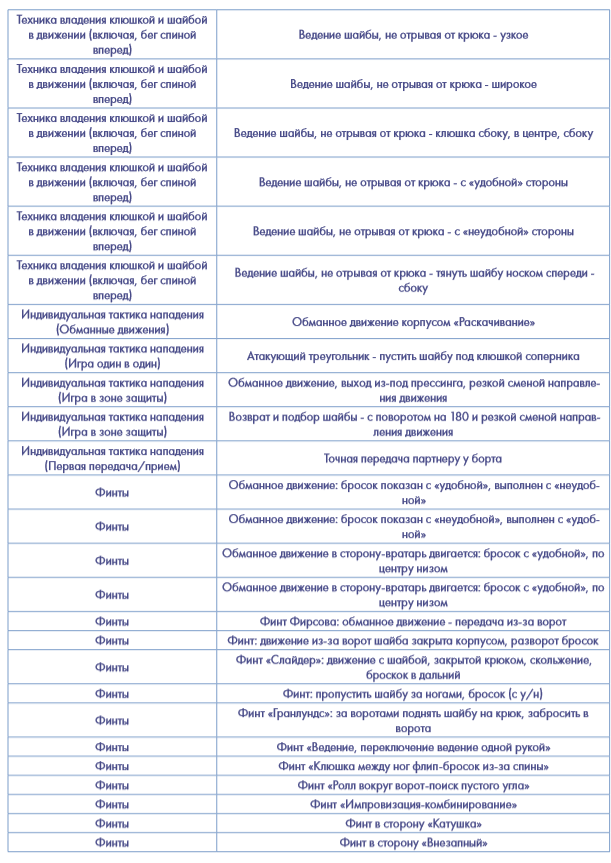 Техника владения клюшкой и шайбой
в движении (включая, бег спиной
вперед)
Ведение шайбы, не отрывая от крюка - узкое
Техника владения клюшкой и шайбой
в движении (включая, бег спиной
вперед)
Ведение шайбы, не отрывая от крюка - широкое
Техника владения клюшкой и шайбой
в движении (включая, бег спиной
вперед)
Ведение шайбы, не отрывая от крюка - клюшка сбоку, в центре, сбоку
Техника владения клюшкой и шайбой
в движении (включая, бег спиной
вперед)
Ведение шайбы, не отрывая от крюка - с «удобной» стороны
Техника владения клюшкой и шайбой
в движении (включая, бег спиной
вперед)
Ведение шайбы, не отрывая от крюка - с «неудобной» стороны
Техника владения клюшкой и шайбой
в движении (включая, бег спиной
вперед)
Ведение шайбы, не отрывая от крюка - тянуть шайбу носком спереди -
сбоку
Индивидуальная тактика нападения
(Обманные движения)
Обманное движение корпусом «Раскачивание»
Индивидуальная тактика нападения
(Игра один в один)
Атакующий треугольник - пустить шайбу под клюшкой соперника
Индивидуальная тактика нападения
(Игра в зоне защиты)
Обманное движение, выход из-под прессинга, резкой сменой направле-
ния движения
Индивидуальная тактика нападения
(Игра в зоне защиты)
Возврат и подбор шайбы - с поворотом на 180 и резкой сменой направ-
ления движения
Индивидуальная тактика нападения
(Первая передача/прием)
Точная передача партнеру у борта
Финты
Обманное движение: бросок показан с «удобной», выполнен с «неудоб-
ной»
Финты
Обманное движение: бросок показан с «неудобной», выполнен с «удоб-
ной»
Финты
Обманное движение в сторону-вратарь двигается: бросок с «удобной», по
центру низом
Финты
Обманное движение в сторону-вратарь двигается: бросок с «удобной», по
центру низом
Финты
Финт Фирсова: обманное движение - передача из-за ворот
Финты
Финт: движение из-за ворот шайба закрыта корпусом, разворот бросок
Финты
Финт «Слайдер»: движение с шайбой, закрытой крюком, скольжение,
броскок в дальний
Финты
Финт: пропустить шайбу за ногами, бросок (с у/н)
Финты
Финт «Гранлундс»: за воротами поднять шайбу на крюк, забросить в
ворота
Финты
Финт «Ведение, переключение ведение одной рукой»
Финты
Финт «Клюшка между ног флип-бросок из-за спины»
Финты
Финт «Ролл вокруг ворот-поиск пустого угла»
Финты
Финт «Импровизация-комбинирование»
Финты
Финт в сторону «Катушка»
Финты
Финт в сторону «Внезапный»